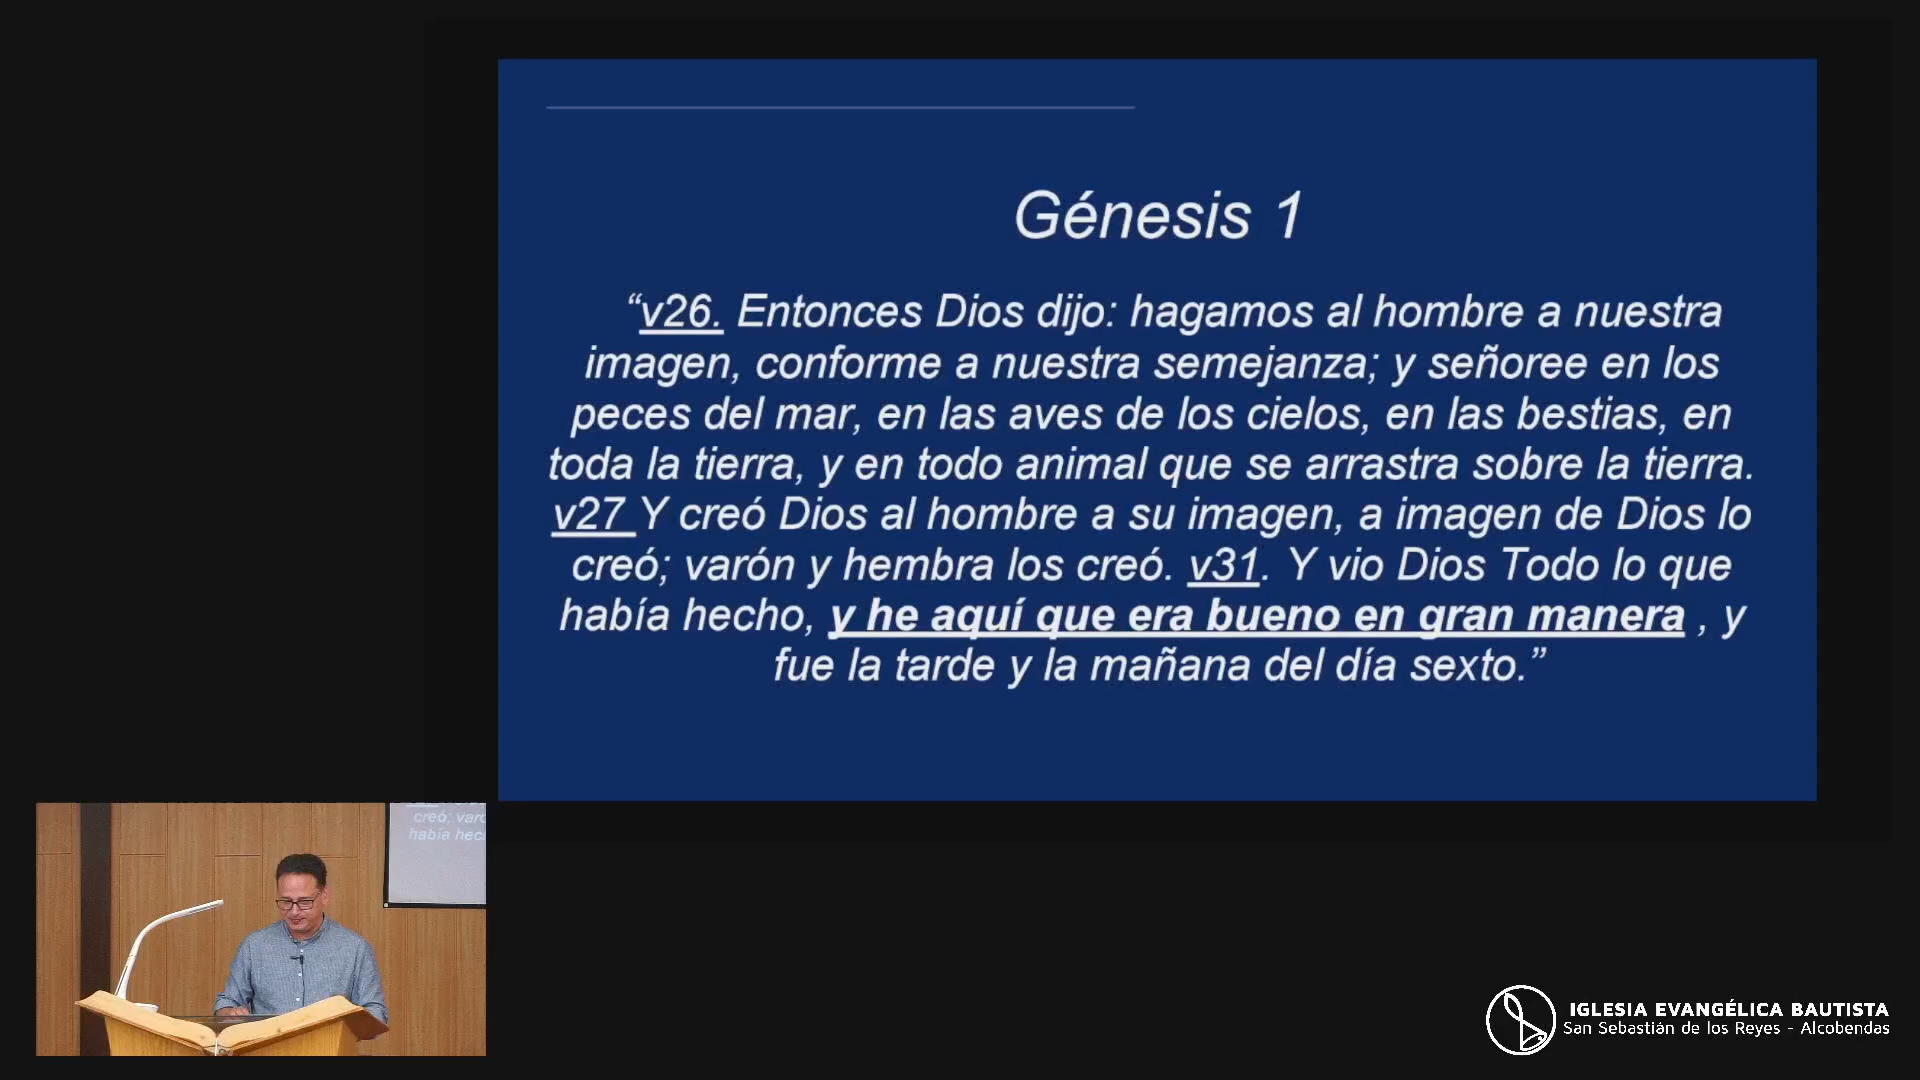 Génesis 1
“v26. Entonces Dios dijo: hagamos al hombre a nuestra
imagen, conforme a nuestra semejanza; y señoree en los
peces del mar, en las aves de los cielos, en las bestias, en
toda la tierra, y en todo animal que se arrastra sobre la tierra.
v27 Y creó Dios al hombre a su imagen, a imagen de Dios lo
creó; varón y hembra los creó. v31. Y vio Dios Todo lo que
había hecho, y he aquí que era bueno en gran manera , y
fue la tarde y la mañana del día sexto.”
creó; varo
había hec
IGLESIA EVANGÉLICA BAUTISTA
San Sebastián de los Reyes - Alcobendas